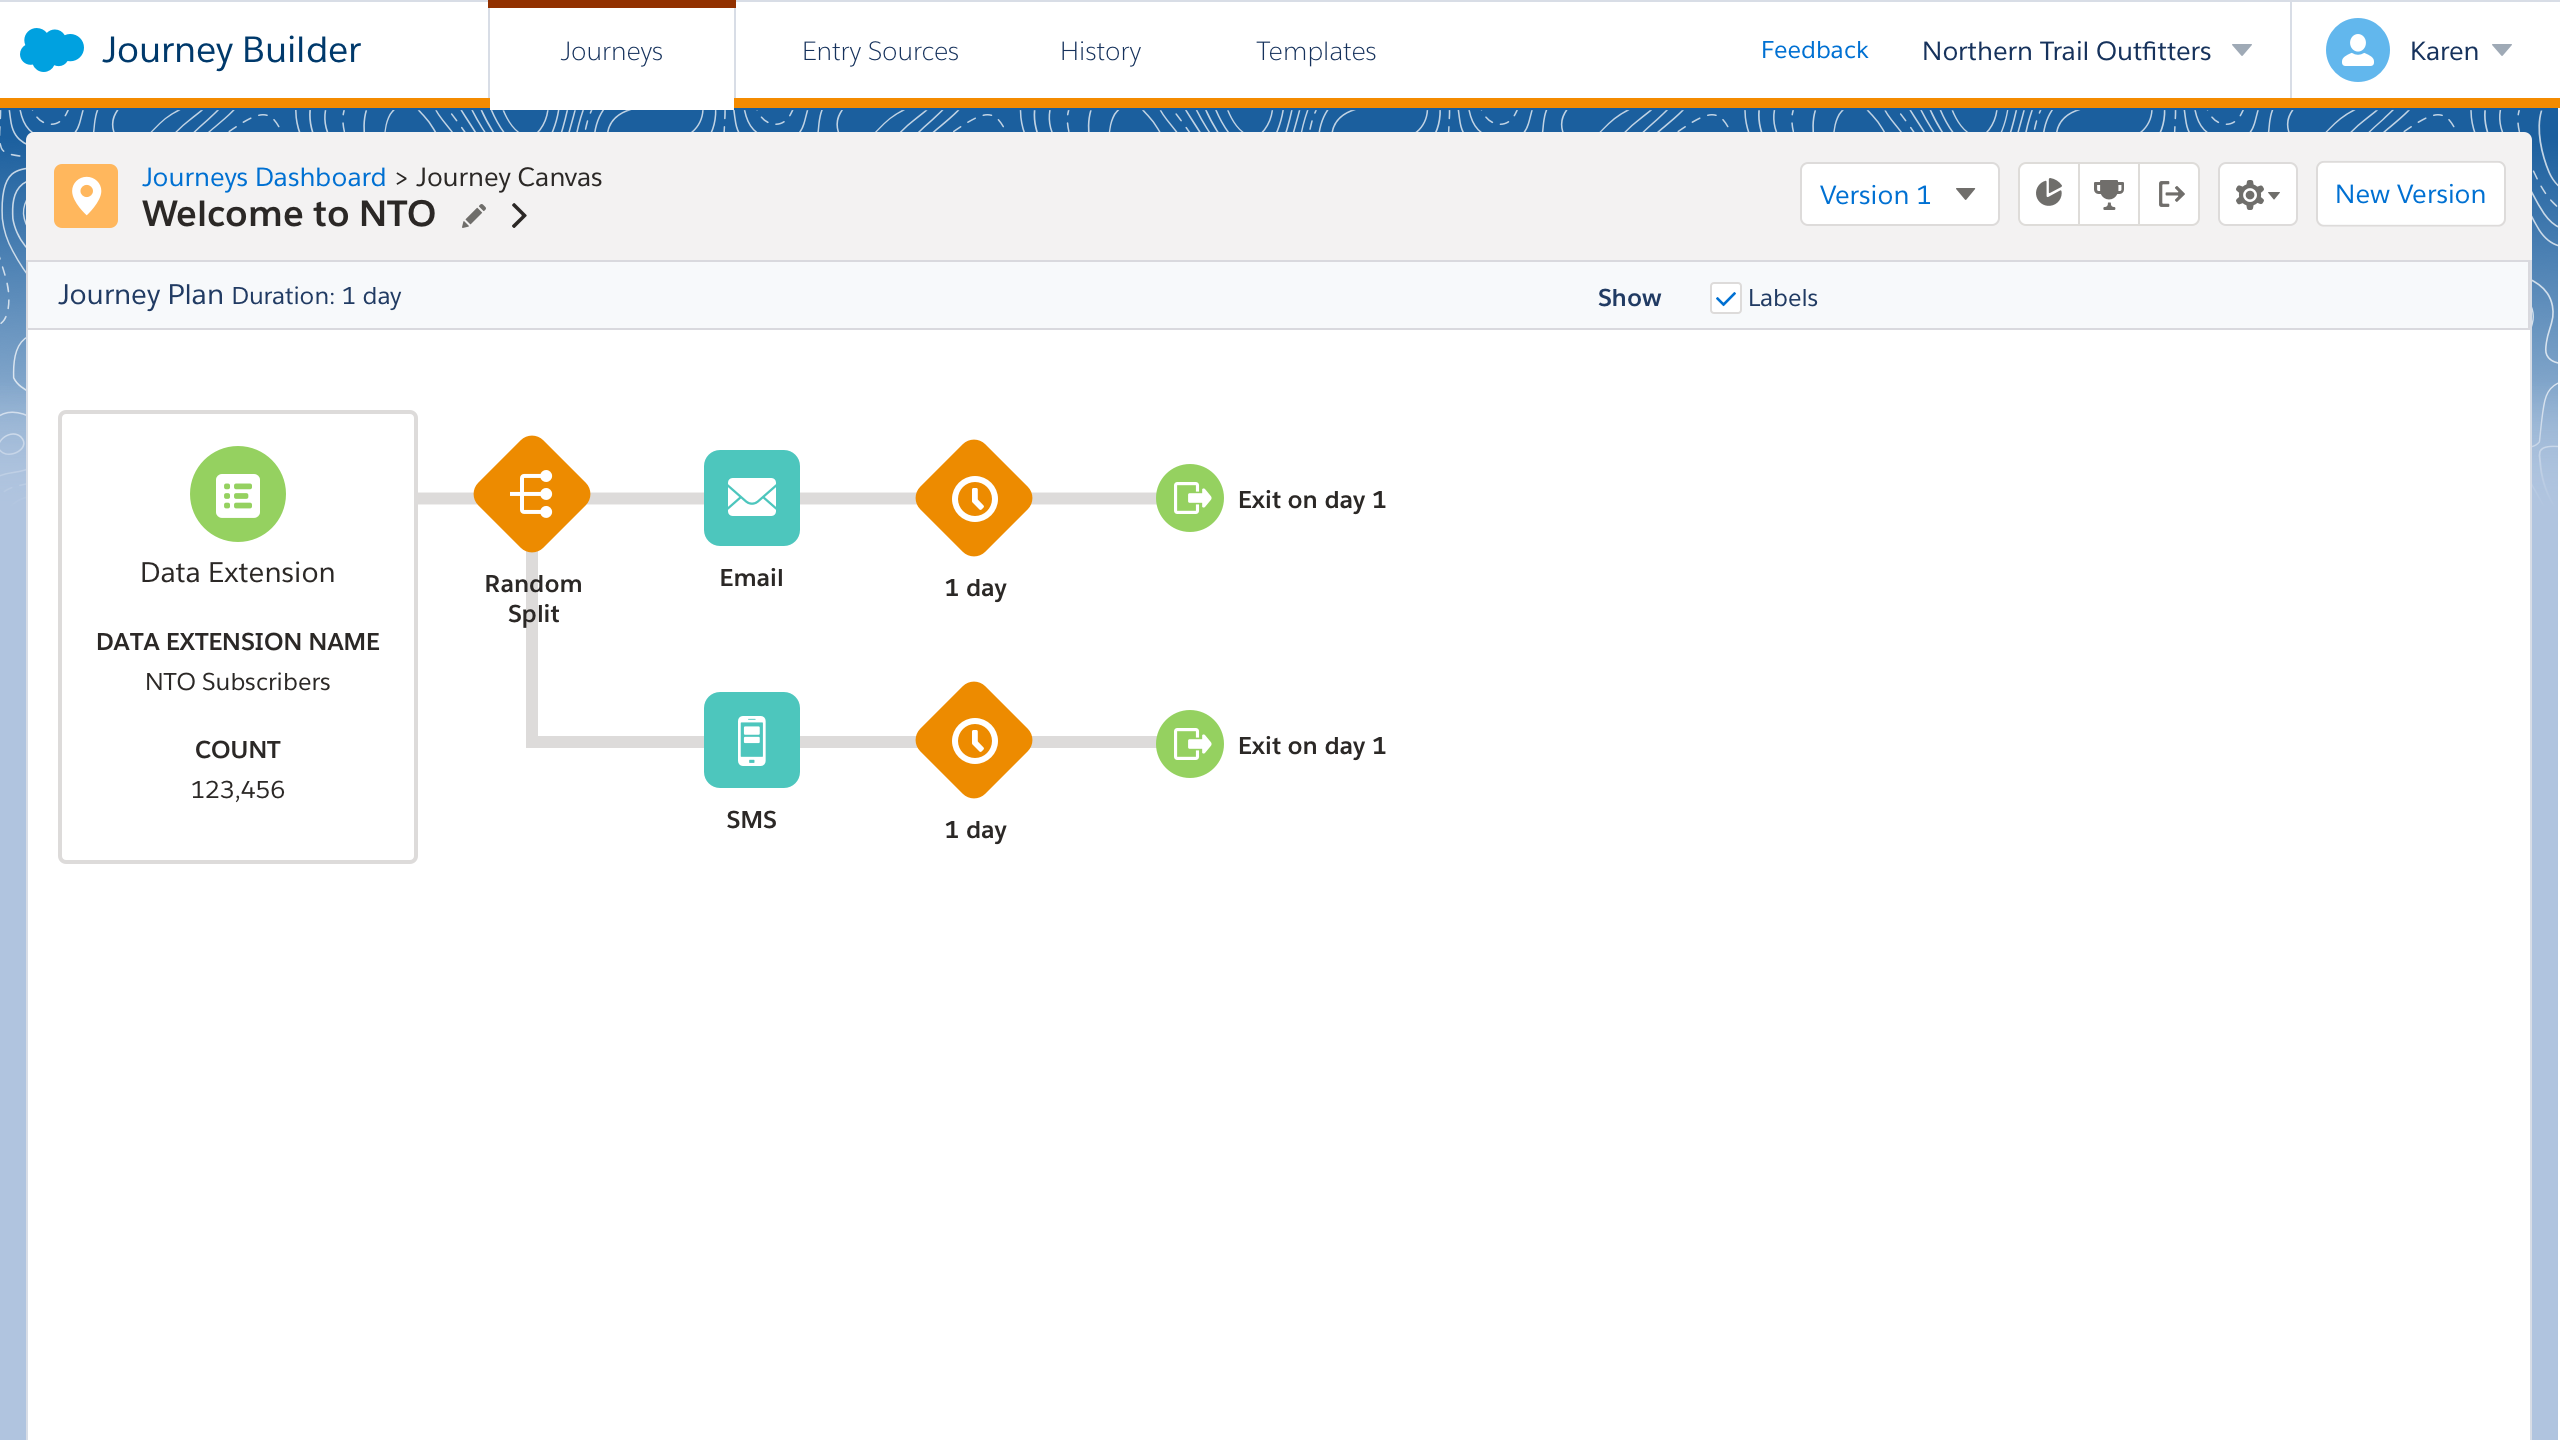 Journey Builder
Journeys
Entry Sources
History
Templates
Feedback
Northern Trail Outfitters
Karen
Journeys Dashboard > Journey Canvas
Welcome to NTO
Version 1
New Version
Journey Plan Duration: 1 day
Show
Labels
Data Extension
DATA EXTENSION NAME
NTO Subscribers
COUNT
123,456
Random
Split
Email
1 day
Exit on day 1
SMS
1 day
Exit on day 1